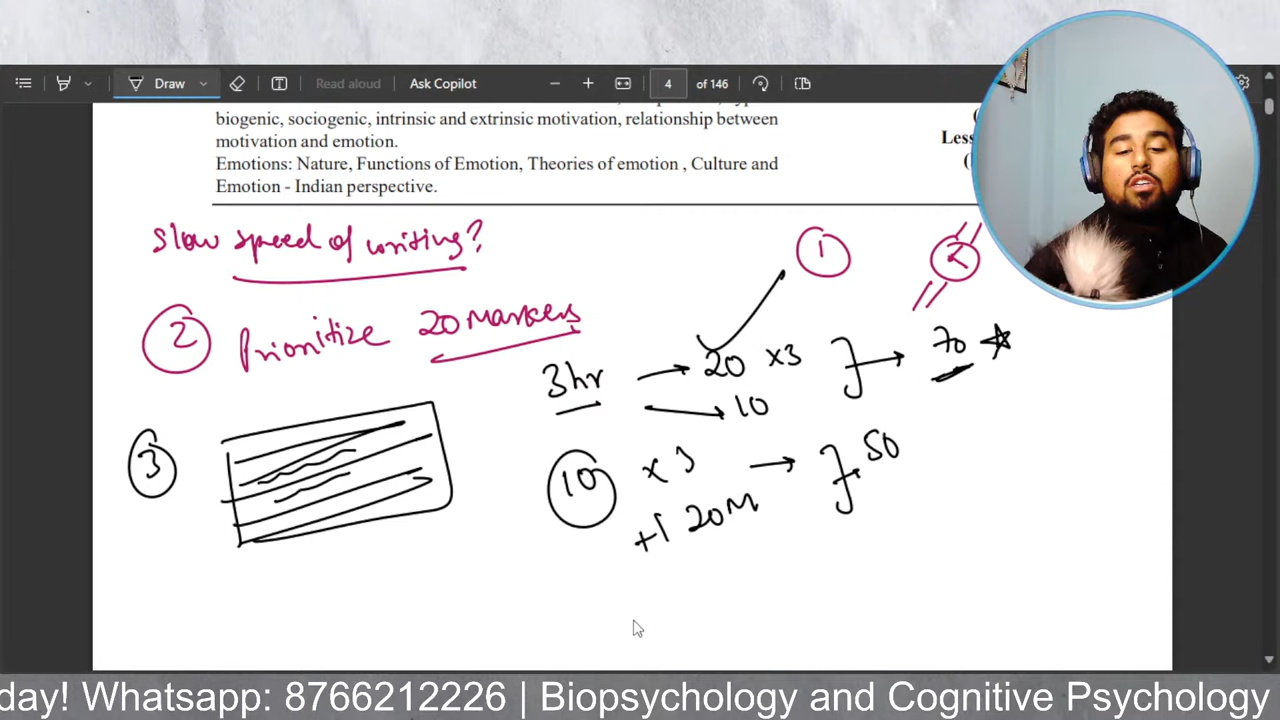 Draw
Read aloud
Ask Copilot
4
of 146
biogenic, sociogenic, intrinsic and extrinsic motivation, relationship between
motivation and emotion.
Less
Emotions: Nature, Functions of Emotion, Theories of emotion , Culture and
Emotion - Indian perspective.
Slow speed of writing?
1
2
2 Prioritize 20 Markers
3hr → 20 x3 } → 70
→ 10
3
10 x 3 → } 50
+1 20M
day! Whatsapp: 8766212226 | Biopsychology and Cognitive Psychology